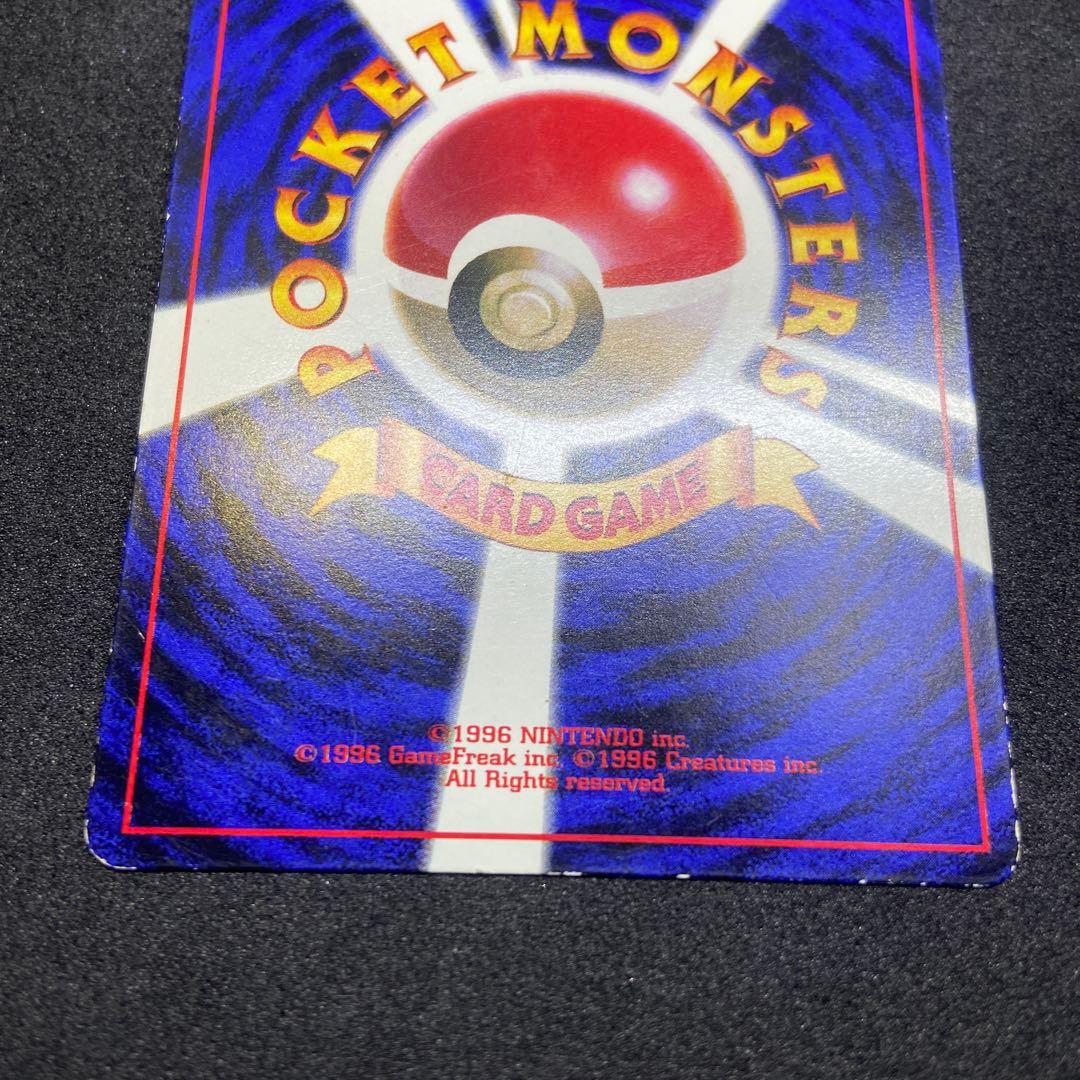 POCKET MONSTERS
CARD GAME
©1996 NINTENDO inc.
©1996 GameFreak inc. ©1996 Creatures inc.
All Rights reserved.